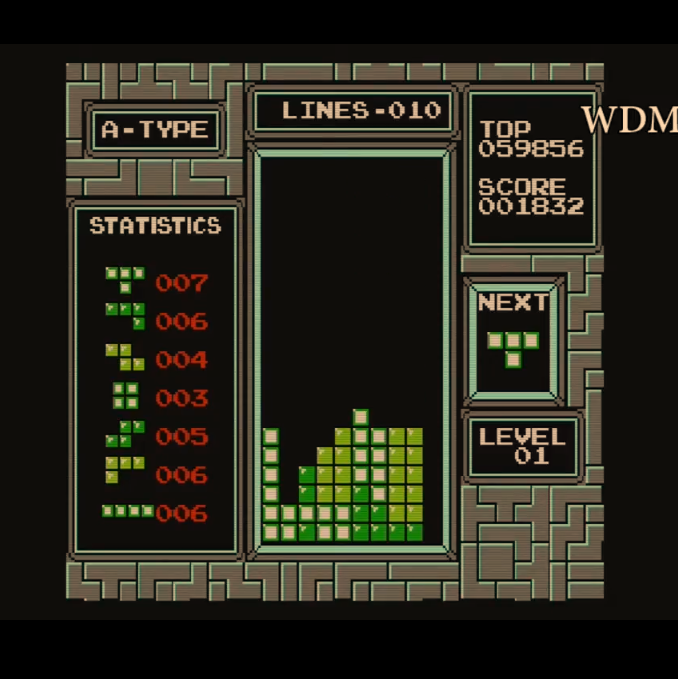 LINES-010
A-TYPE
TOP
059856
WDM
SCORE
001832
STATISTICS
007
006
004
003
005
006
006
NEXT
LEVEL
01